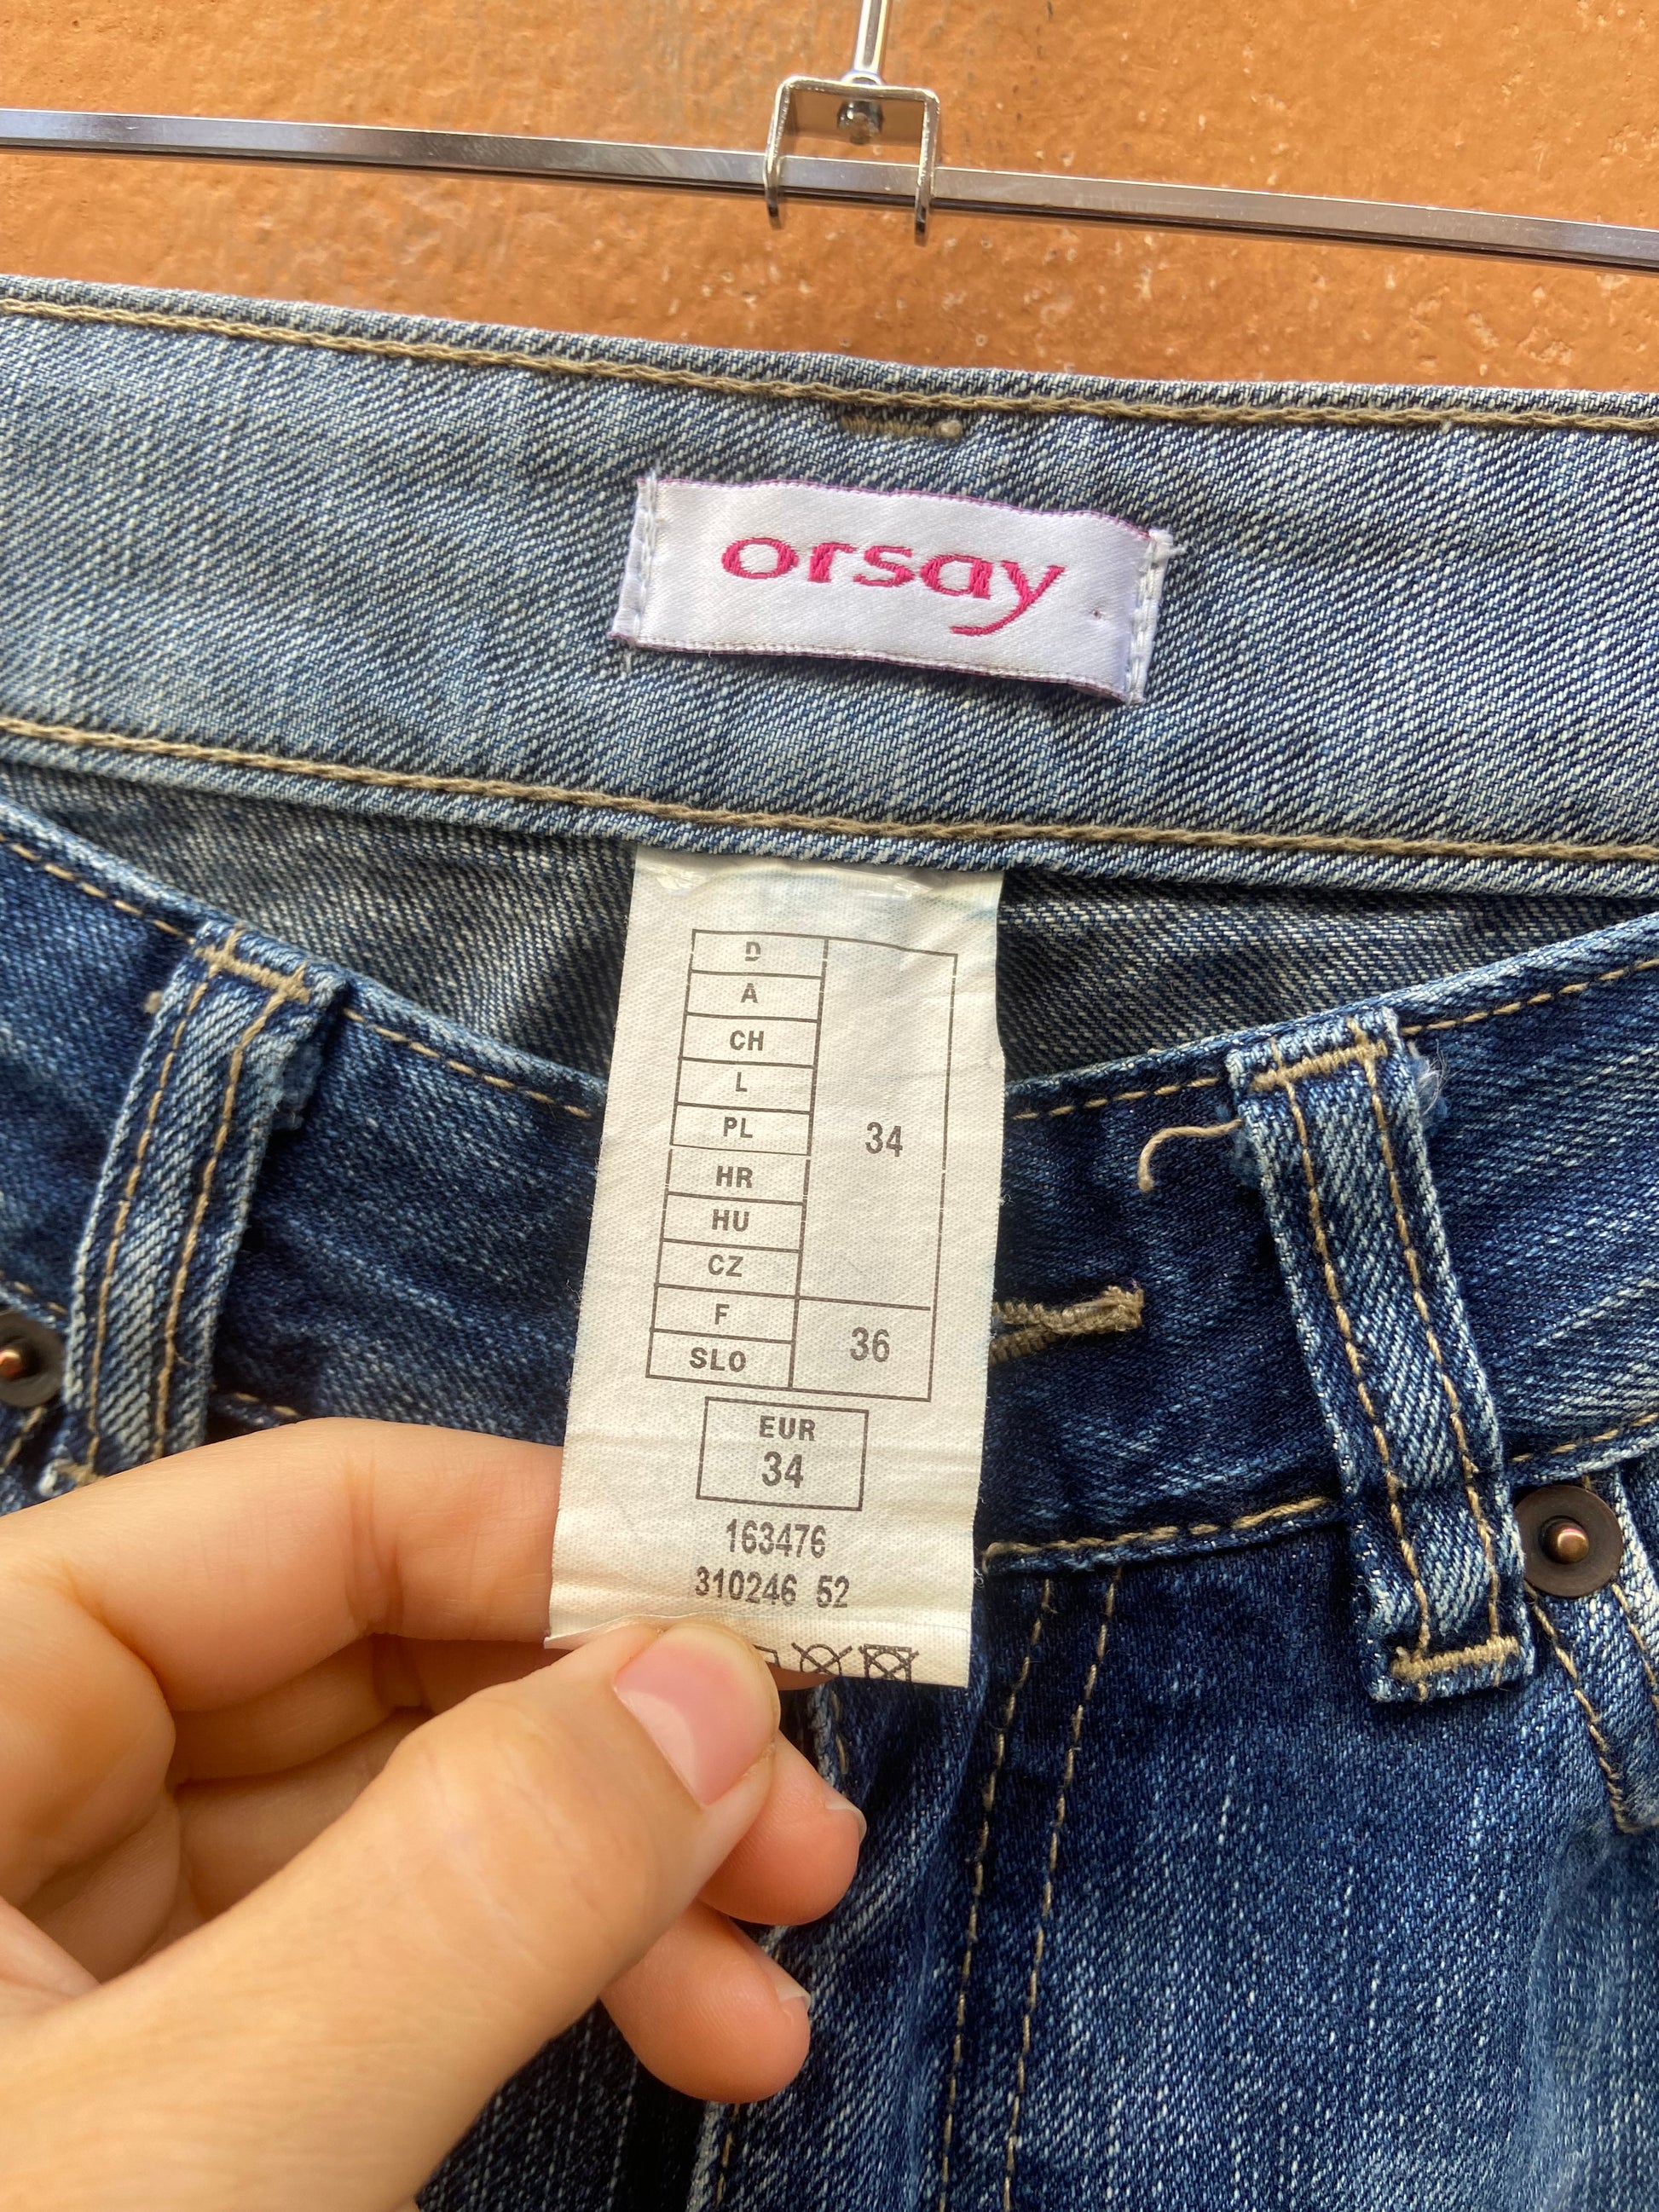 orsay
D
A
CH
L
PL
HR
HU
CZ
34
F
SLO
36
EUR
34
163476
310246 52